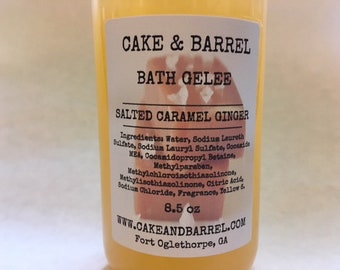 CAKE & BARREL
BATH GELEE
SALTED CARAMEL GINGER
Ingredients: Water, Sodium Laureth
Sulfate, Sodium Lauryl Sulfate, Cocamide
MEA, Cocamidopropyl Betaine,
Methylparaben,
Methylchloroisothiazolinone,
Methylisothiazolinone, Citric Acid,
Sodium Chloride, Fragrance, Yellow 5.
8.5 oz
WWW.CAKEANDBARREL.COM
Fort Oglethorpe, GA